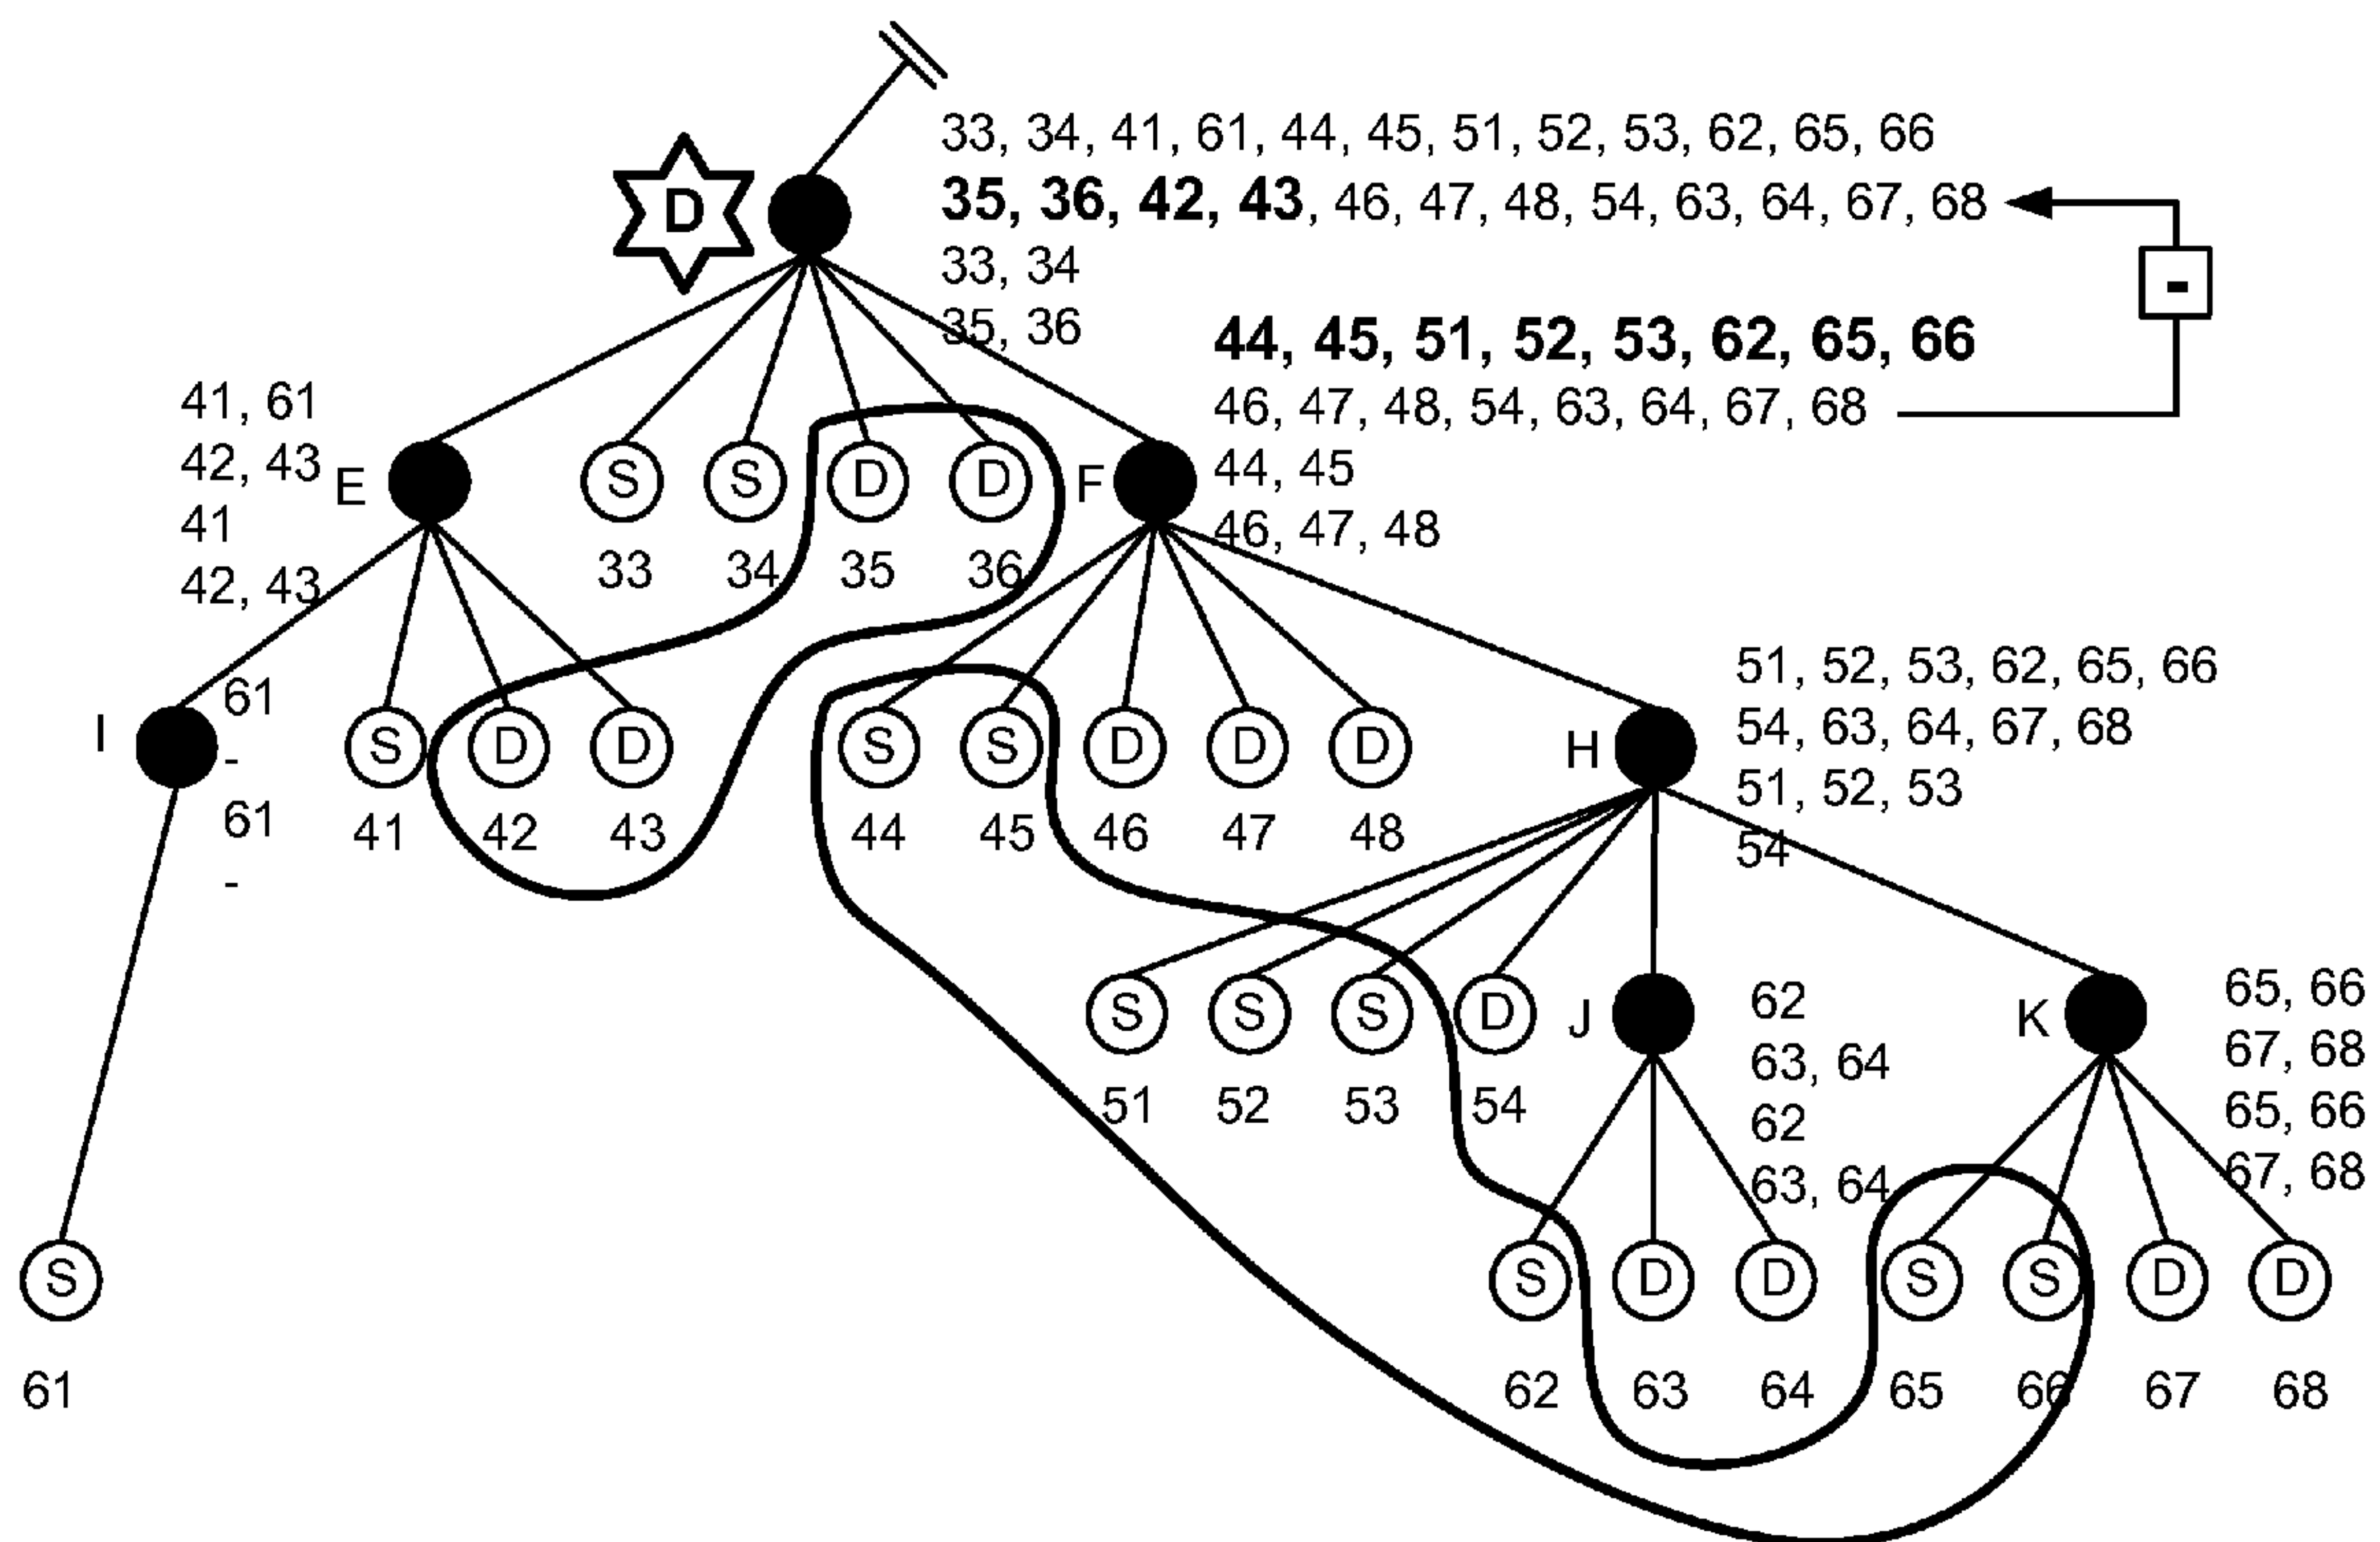 33, 34, 41, 61, 44, 45, 51, 52, 53, 62, 65, 66
D
35, 36, 42, 43, 46, 47, 48, 54, 63, 64, 67, 68
33, 34
35, 36
-
44, 45, 51, 52, 53, 62, 65, 66
46, 47, 48, 54, 63, 64, 67, 68
44, 45
46, 47, 48
41, 61
42, 43
41
42, 43
E
S S D D
F
33 34 35 36
61
-
61
-
I
S D D
S S D D D
H
51, 52, 53, 62, 65, 66
54, 63, 64, 67, 68
51, 52, 53
54
41 42 43
44 45 46 47 48
S S S D
J
62
63, 64
62
63, 64
K
65, 66
67, 68
65, 66
67, 68
51 52 53 54
S
S D D
S S D D
61
62 63 64 65 66 67 68